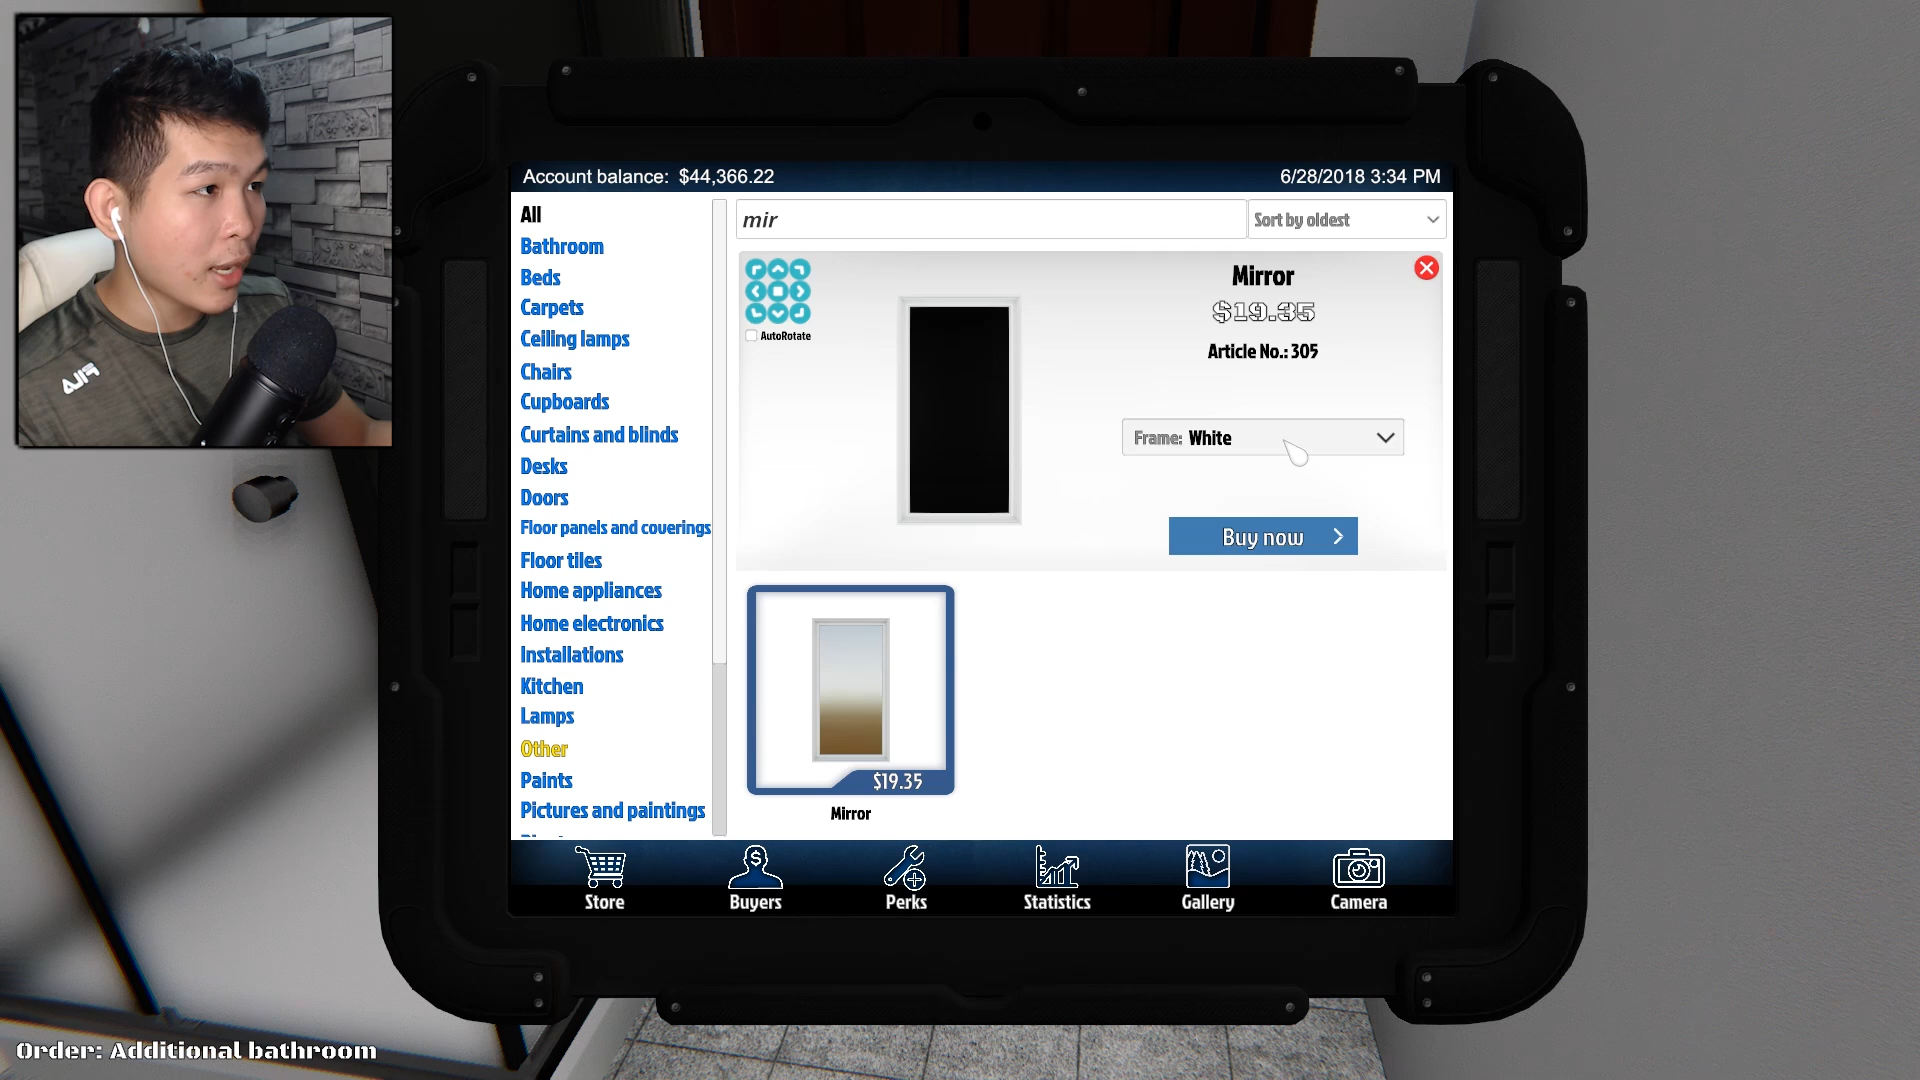 Account balance: $44,366.22
6/28/2018 3:34 PM
All
Bathroom
Beds
Carpets
Ceiling lamps
Chairs
Cupboards
Curtains and blinds
Desks
Doors
Floor panels and coverings
Floor tiles
Home appliances
Home electronics
Installations
Kitchen
Lamps
Other
Paints
Pictures and paintings
mir
Sort by oldest
AutoRotate
Mirror
$19.35
Article No.: 305
Frame: White
Buy now
$19.35
Mirror
Store
Buyers
Perks
Statistics
Gallery
Camera
FILA
Order: Additional bathroom